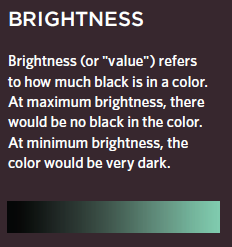 BRIGHTNESS
Brightness (or "value") refers
to how much black is in a color.
At maximum brightness, there
would be no black in the color.
At minimum brightness, the
color would be very dark.